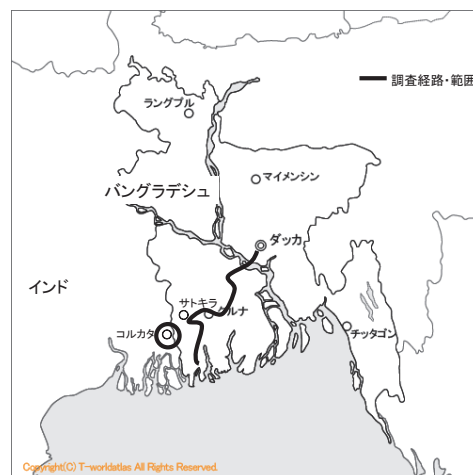 調査経路・範囲
ラングプル
マイメンシン
バングラデシュ
ダッカ
インド
サトキラ
クルナ
コルカタ
チッタゴン
Copyright(C) T-worldatlas All Rights Reserved.